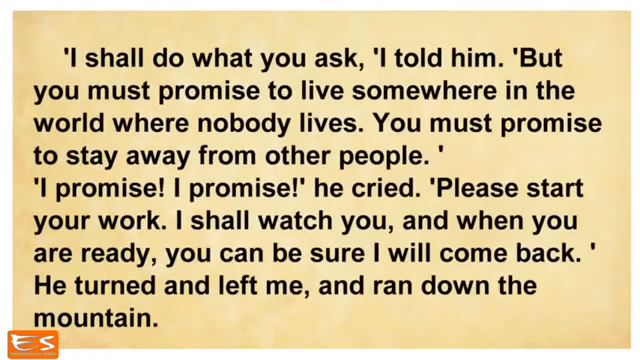 'I shall do what you ask, 'I told him. 'But
you must promise to live somewhere in the
world where nobody lives. You must promise
to stay away from other people. '
'I promise! I promise!' he cried. 'Please start
your work. I shall watch you, and when you
are ready, you can be sure I will come back. '
He turned and left me, and ran down the
mountain.
ES